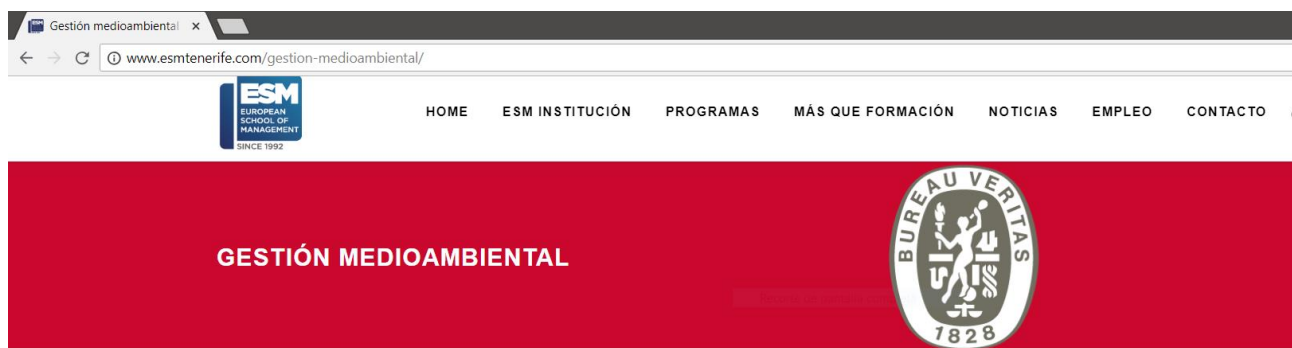 Gestión medioambiental
www.esmtenerife.com/gestion-medioambiental/
ESM
EUROPEAN
SCHOOL OF
MANAGEMENT
SINCE 1992
HOME ESM INSTITUCIÓN PROGRAMAS MÁS QUE FORMACIÓN NOTICIAS EMPLEO CONTACTO
GESTIÓN MEDIOAMBIENTAL
BUREAU VERITAS
1828